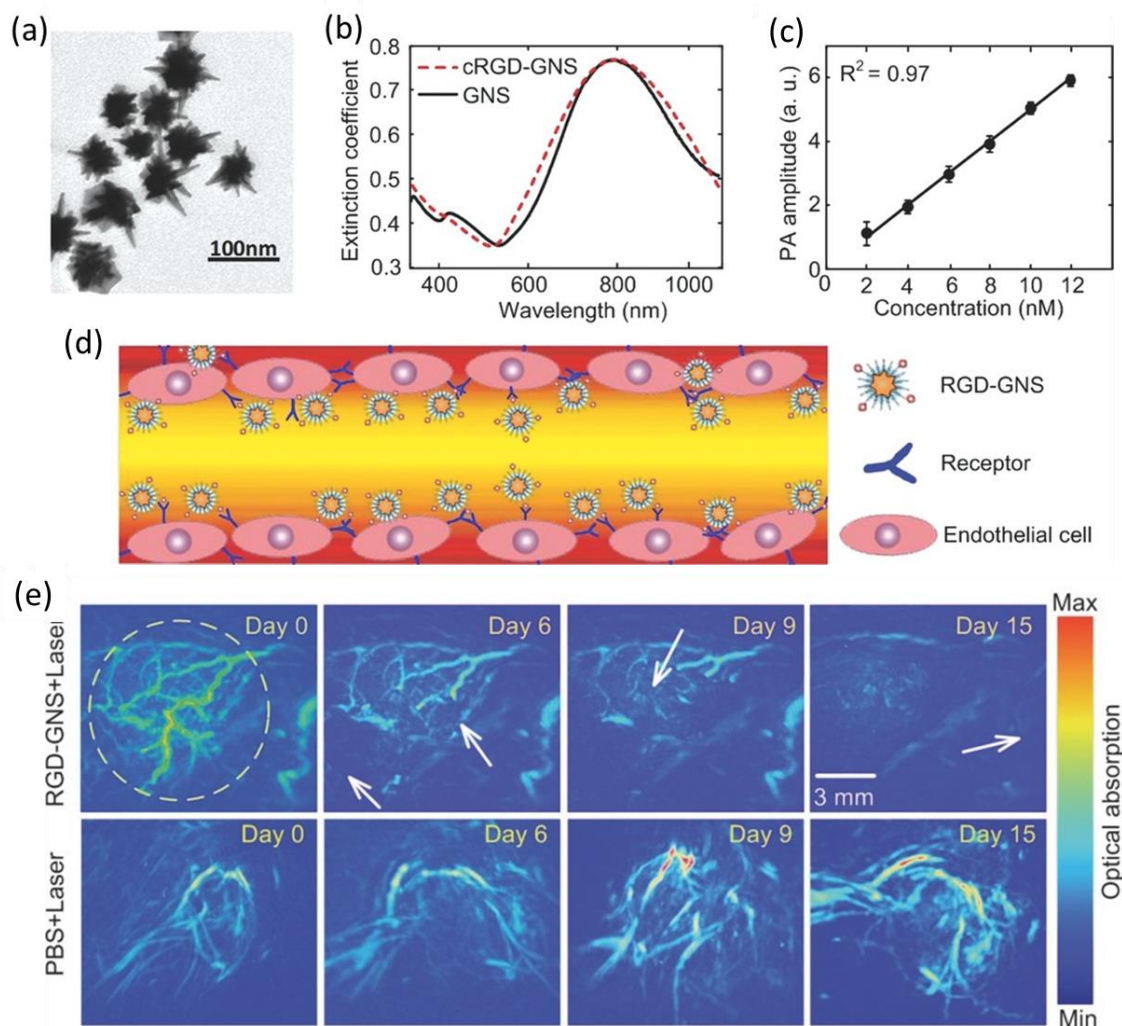 (a)
100nm
(b)
0.8
0.7
0.6
0.5
0.4
0.3
Extinction coefficient
cRGD-GNS
GNS
400
600
800
1000
Wavelength (nm)
(c)
R² = 0.97
6
4
2
0
PA amplitude (a. u.)
0 2 4 6 8 10 12
Concentration (nM)
(d)
RGD-GNS
Receptor
Endothelial cell
(e)
RGD-GNS+Laser
Day 0
Day 6
Day 9
Day 15
3 mm
PBS+Laser
Day 0
Day 6
Day 9
Day 15
Max
Optical absorption
Min